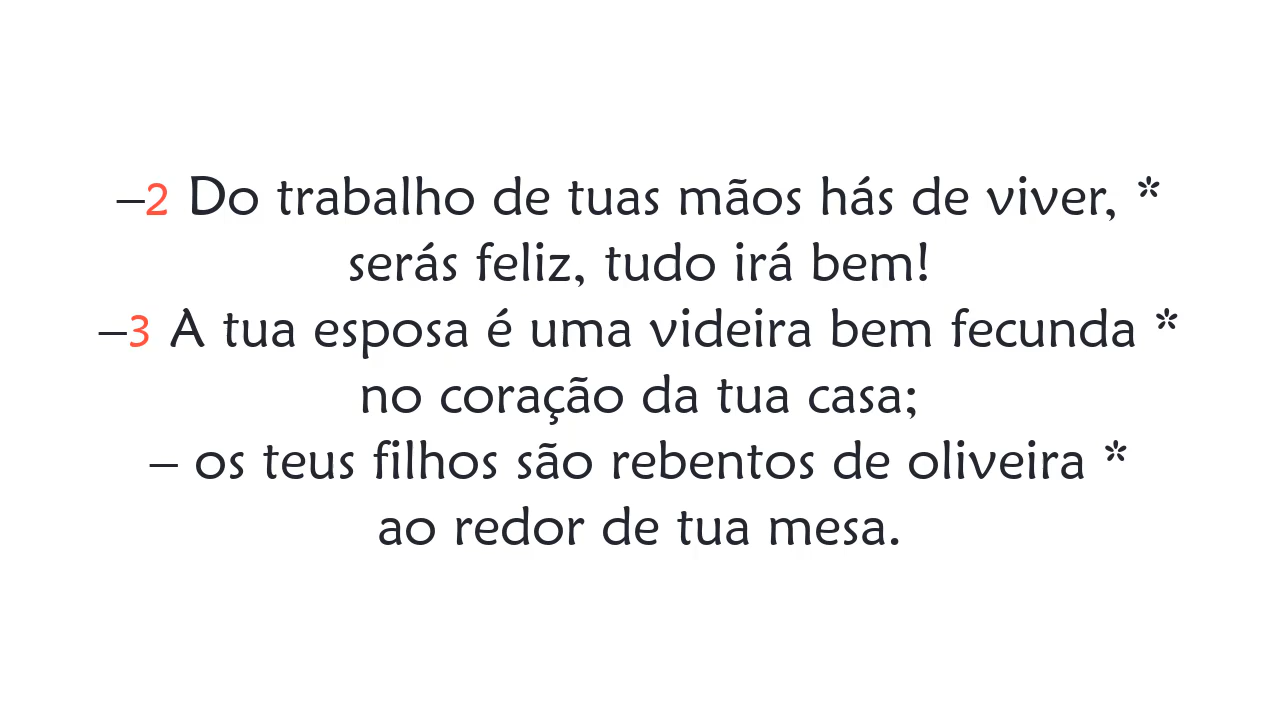 –2 Do trabalho de tuas mãos hás de viver, *
serás feliz, tudo irá bem!
–3 A tua esposa é uma videira bem fecunda *
no coração da tua casa;
– os teus filhos são rebentos de oliveira *
ao redor de tua mesa.